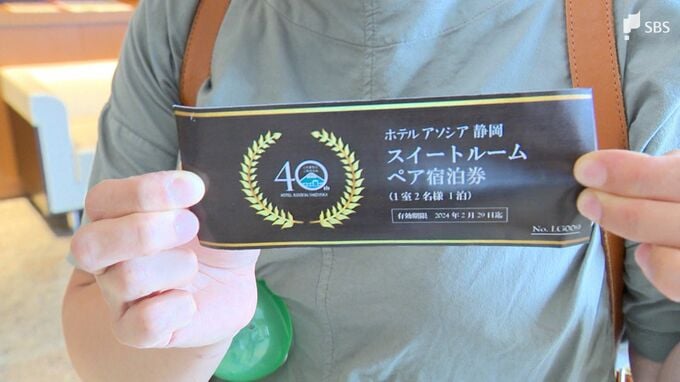 SBS
ホテル アソシア 静岡
スイートルーム
ペア宿泊券
(1室2名様 1泊)
有効期限 2024年2月29日迄
No. LG009
40th